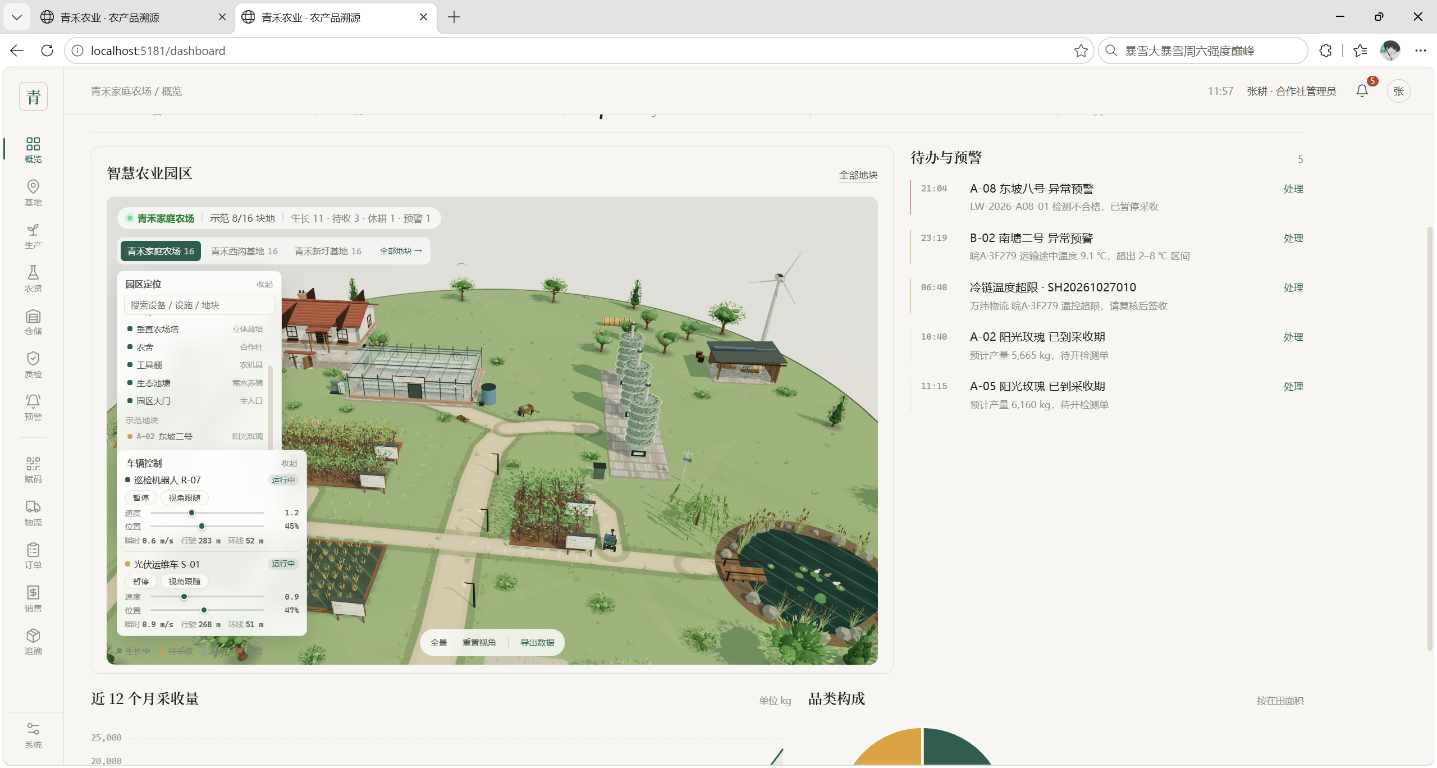 青禾农业 · 农产品溯源
青禾农业 · 农产品溯源
localhost:5181/dashboard
暴雪大暴雪周六强度巅峰
青
青禾家庭农场 / 概览
11:57
张耕 · 合作社管理员
5
张
概览
基地
生产
农资
仓储
质检
预警
赋码
物流
订单
销售
追溯
系统
智慧农业园区
全部地块
青禾家庭农场 示范 8/16 块地 生长 11 · 待收 3 · 休耕 1 · 预警 1
青禾家庭农场 16 青禾西沟基地 16 青禾新圩基地 16 全部地块 →
园区定位 收起
搜索设备 / 设施 / 地块
垂直农场塔 立体栽培
农舍 合作社
工具棚 农机具
生态池塘 蓄水养殖
园区大门 主入口
示范地块
A-02 东坡二号 阳光玫瑰
车辆控制 收起
巡检机器人 R-07 运行中
暂停 视角跟随
速度 1.2
位置 45%
瞬时 0.6 m/s 行驶 283 m 环线 52 m
光伏运维车 S-01 运行中
暂停 视角跟随
速度 0.9
位置 47%
瞬时 0.9 m/s 行驶 268 m 环线 51 m
生长中 待采收
全景 重置视角 导出数据
待办与预警 5
21:04 A-08 东坡八号 异常预警 处理
LW-2026-A08-01 检测不合格，已暂停采收
23:19 B-02 南塘二号 异常预警 处理
皖A·3F279 运输途中温度 9.1 ℃，超出 2–8 ℃ 区间
06:40 冷链温度超限 · SH20261027010 处理
万纬物流 皖A·3F279 温控超限，请复核后签收
10:40 A-02 阳光玫瑰 已到采收期 处理
预计产量 5,665 kg，待开检测单
11:15 A-05 阳光玫瑰 已到采收期 处理
预计产量 6,160 kg，待开检测单
近 12 个月采收量 单位 kg
25,000
20,000
品类构成 按在田面积